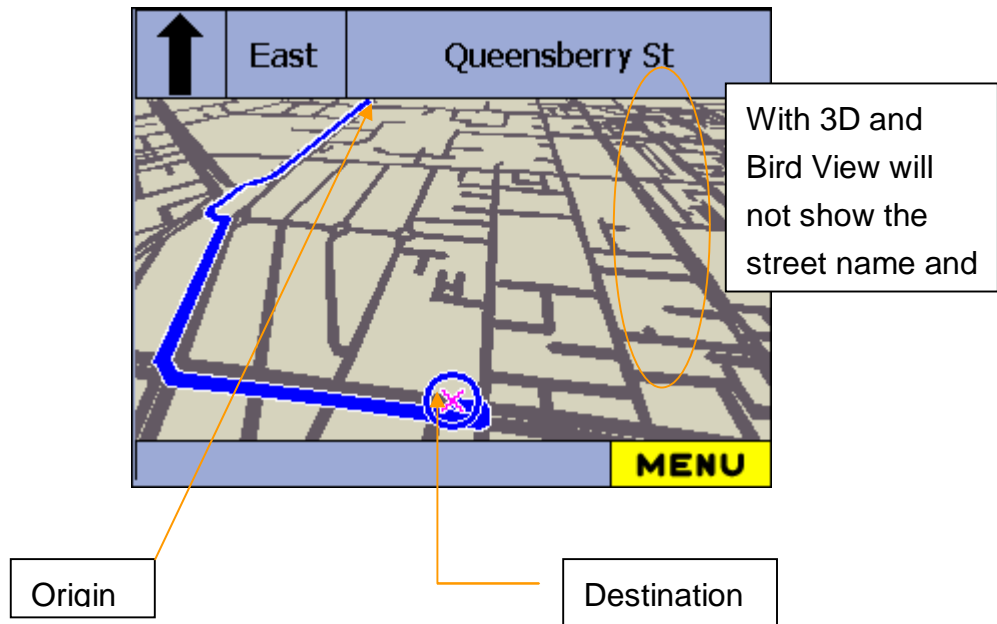 East
Queensberry St
With 3D and
Bird View will
not show the
street name and
MENU
Origin
Destination